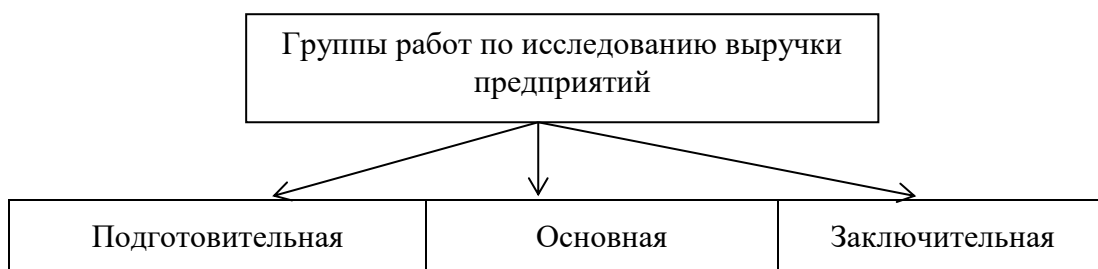 Группы работ по исследованию выручки
предприятий
Подготовительная
Основная
Заключительная